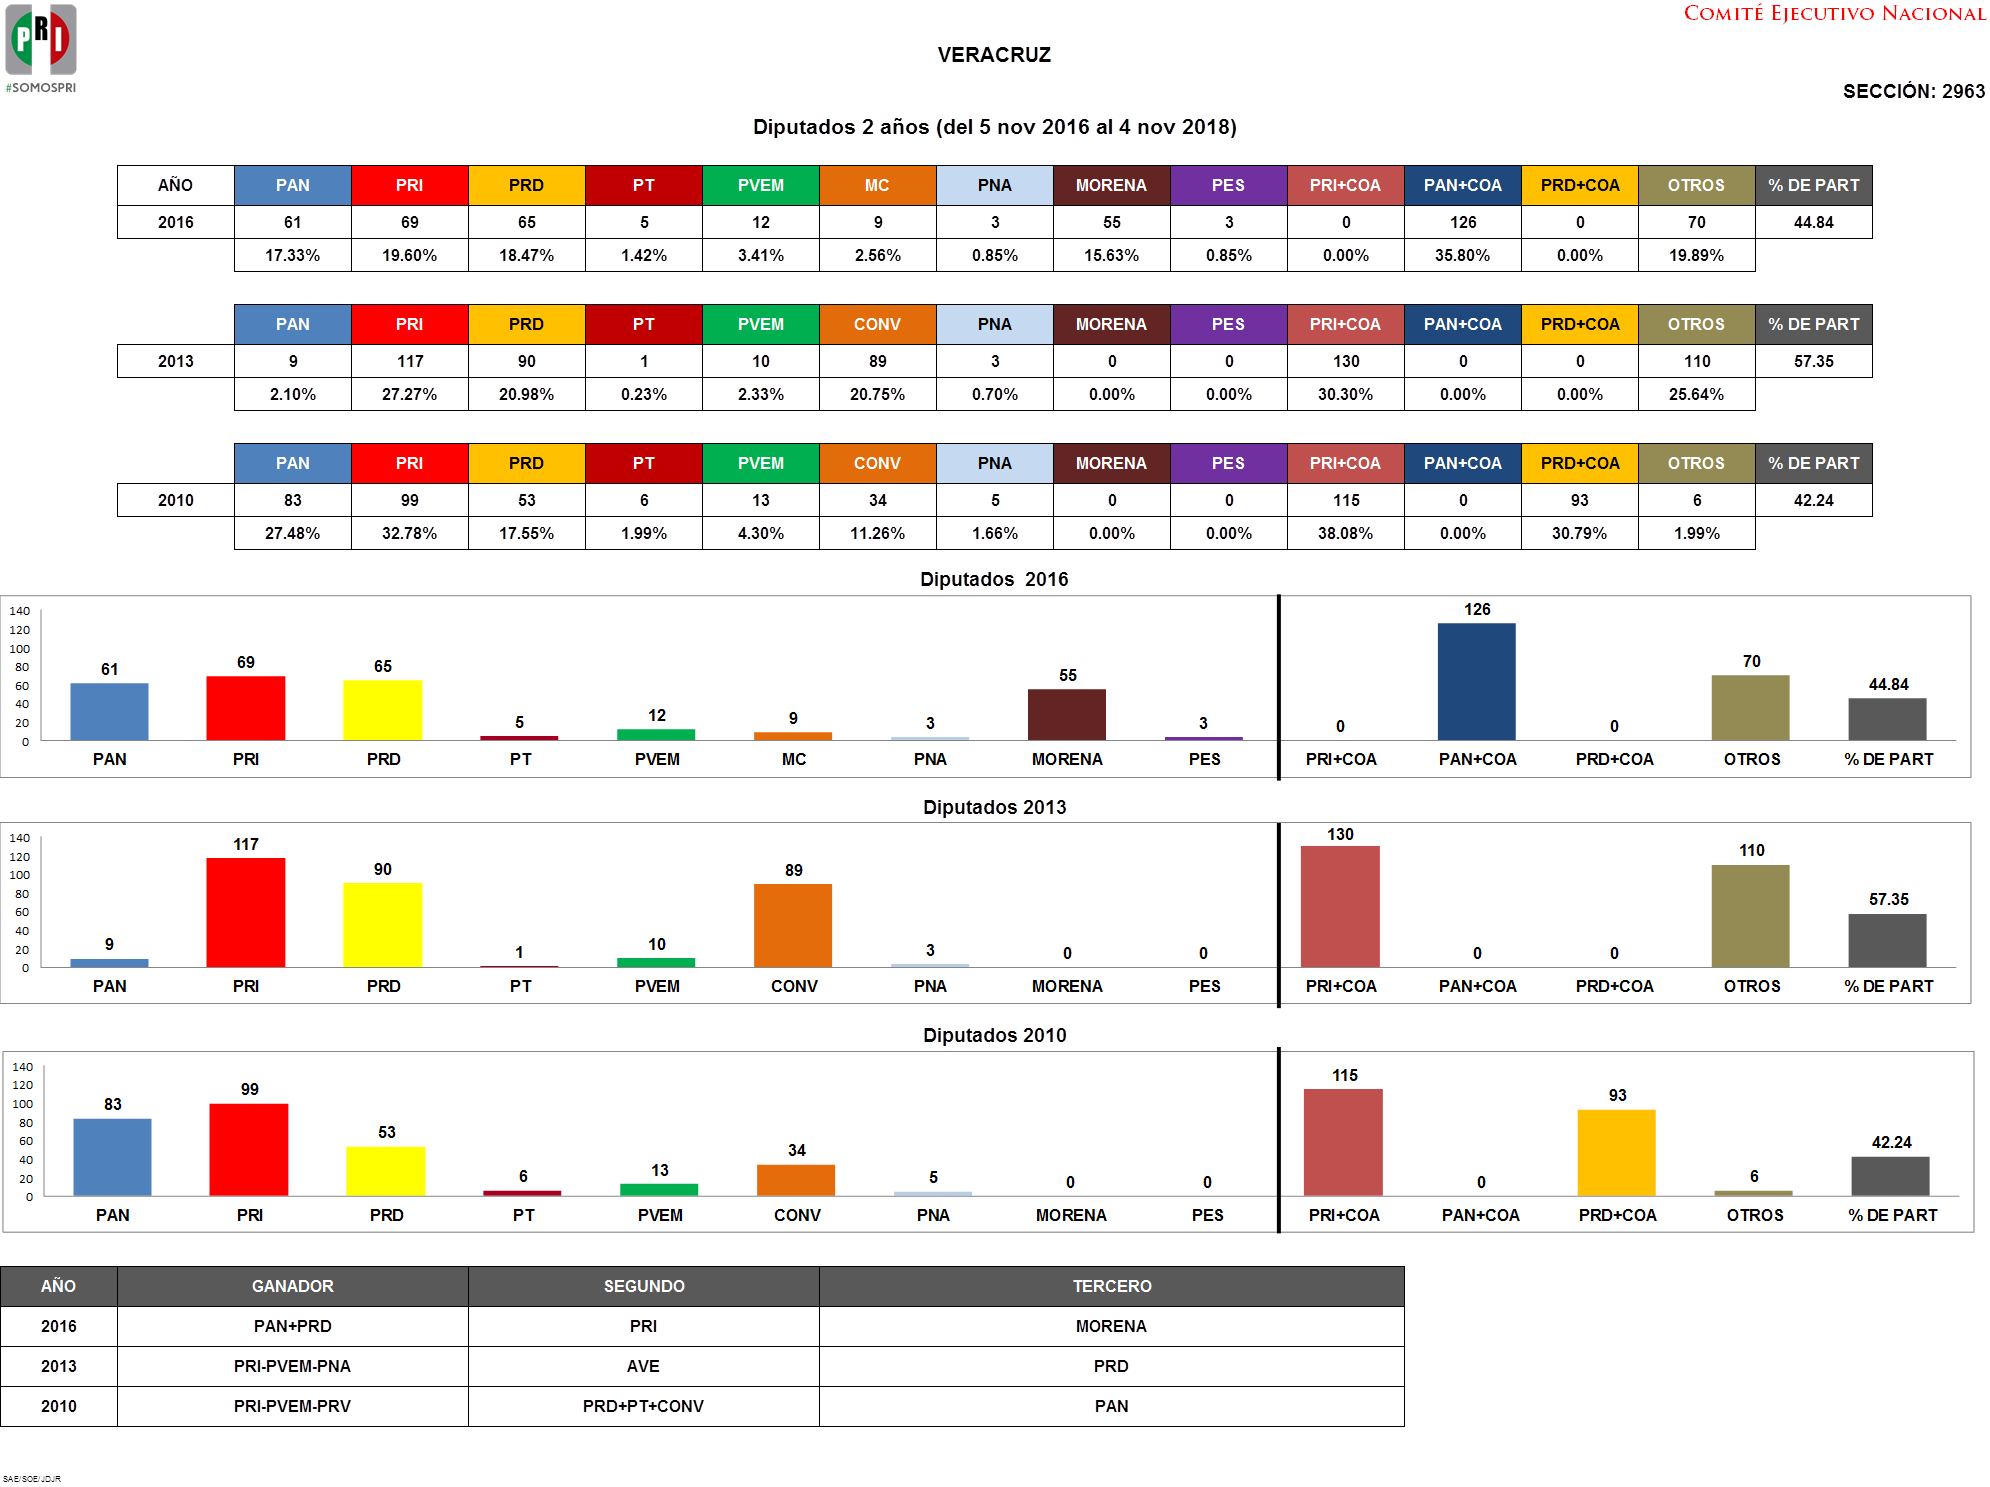 COMITÉ EJECUTIVO NACIONAL
PRI
#SOMOSPRI
VERACRUZ
SECCIÓN: 2963
Diputados 2 años (del 5 nov 2016 al 4 nov 2018)
AÑO PAN PRI PRD PT PVEM MC PNA MORENA PES PRI+COA PAN+COA PRD+COA OTROS % DE PART
2016 61 69 65 5 12 9 3 55 3 0 126 0 70 44.84
17.33% 19.60% 18.47% 1.42% 3.41% 2.56% 0.85% 15.63% 0.85% 0.00% 35.80% 0.00% 19.89%
PAN PRI PRD PT PVEM CONV PNA MORENA PES PRI+COA PAN+COA PRD+COA OTROS % DE PART
2013 9 117 90 1 10 89 3 0 0 130 0 0 110 57.35
2.10% 27.27% 20.98% 0.23% 2.33% 20.75% 0.70% 0.00% 0.00% 30.30% 0.00% 0.00% 25.64%
PAN PRI PRD PT PVEM CONV PNA MORENA PES PRI+COA PAN+COA PRD+COA OTROS % DE PART
2010 83 99 53 6 13 34 5 0 0 115 0 93 6 42.24
27.48% 32.78% 17.55% 1.99% 4.30% 11.26% 1.66% 0.00% 0.00% 38.08% 0.00% 30.79% 1.99%
Diputados 2016
140
120
100
80
60
40
20
0
61 69 65 5 12 9 3 55 3 0 126 0 70 44.84
PAN PRI PRD PT PVEM MC PNA MORENA PES PRI+COA PAN+COA PRD+COA OTROS % DE PART
Diputados 2013
140
120
100
80
60
40
20
0
9 117 90 1 10 89 3 0 0 130 0 0 110 57.35
PAN PRI PRD PT PVEM CONV PNA MORENA PES PRI+COA PAN+COA PRD+COA OTROS % DE PART
Diputados 2010
140
120
100
80
60
40
20
0
83 99 53 6 13 34 5 0 0 115 0 93 6 42.24
PAN PRI PRD PT PVEM CONV PNA MORENA PES PRI+COA PAN+COA PRD+COA OTROS % DE PART
AÑO GANADOR SEGUNDO TERCERO
2016 PAN+PRD PRI MORENA
2013 PRI-PVEM-PNA AVE PRD
2010 PRI-PVEM-PRV PRD+PT+CONV PAN
SAE/SOE/JDJR